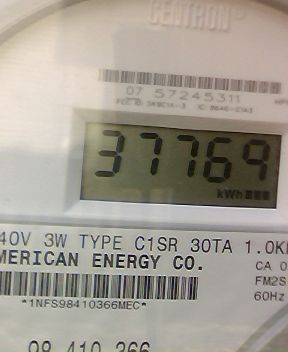 CENTRON®
07 57245311
37769
kWh
40V 3W TYPE C1SR 30TA 1.0K
MERICAN ENERGY CO.
CA 0
FM2S
*1NFS98410366MEC*
60Hz
98 410 366